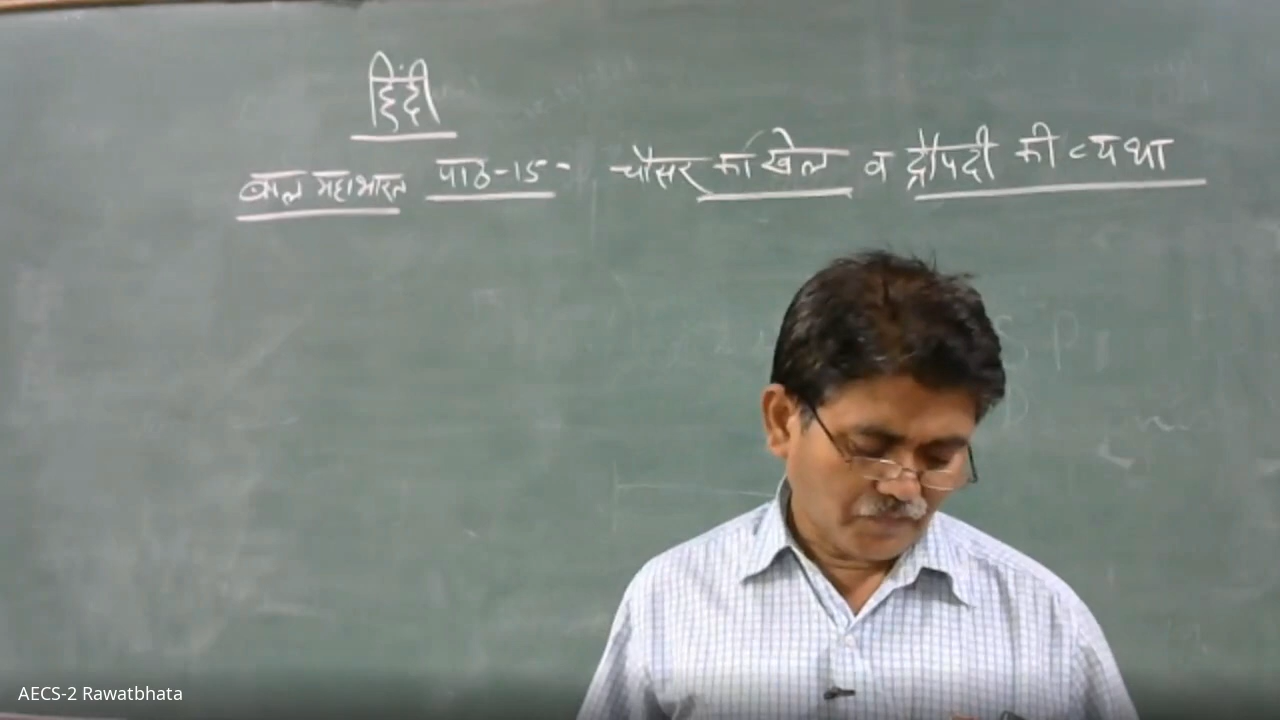 हिंदी
बाल महाभारत पाठ-15- चौसर का खेल व द्रौपदी की व्यथा
AECS-2 Rawatbhata